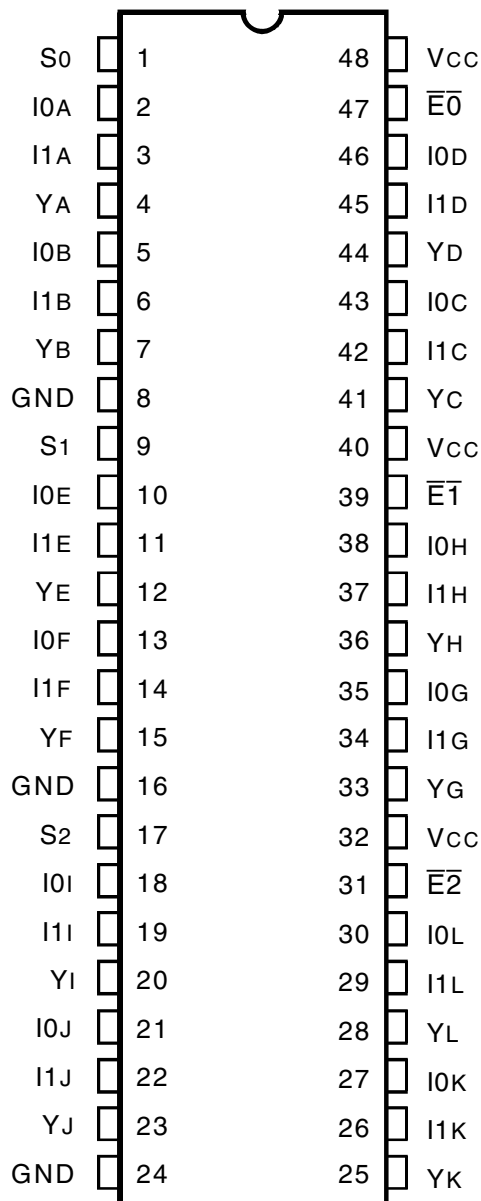 S0 1 48 VCC
I0A 2 47 E̅0̅
I1A 3 46 I0D
YA 4 45 I1D
I0B 5 44 YD
I1B 6 43 I0C
YB 7 42 I1C
GND 8 41 YC
S1 9 40 VCC
I0E 10 39 E̅1̅
I1E 11 38 I0H
YE 12 37 I1H
I0F 13 36 YH
I1F 14 35 I0G
YF 15 34 I1G
GND 16 33 YG
S2 17 32 VCC
I0I 18 31 E̅2̅
I1I 19 30 I0L
YI 20 29 I1L
I0J 21 28 YL
I1J 22 27 I0K
YJ 23 26 I1K
GND 24 25 YK